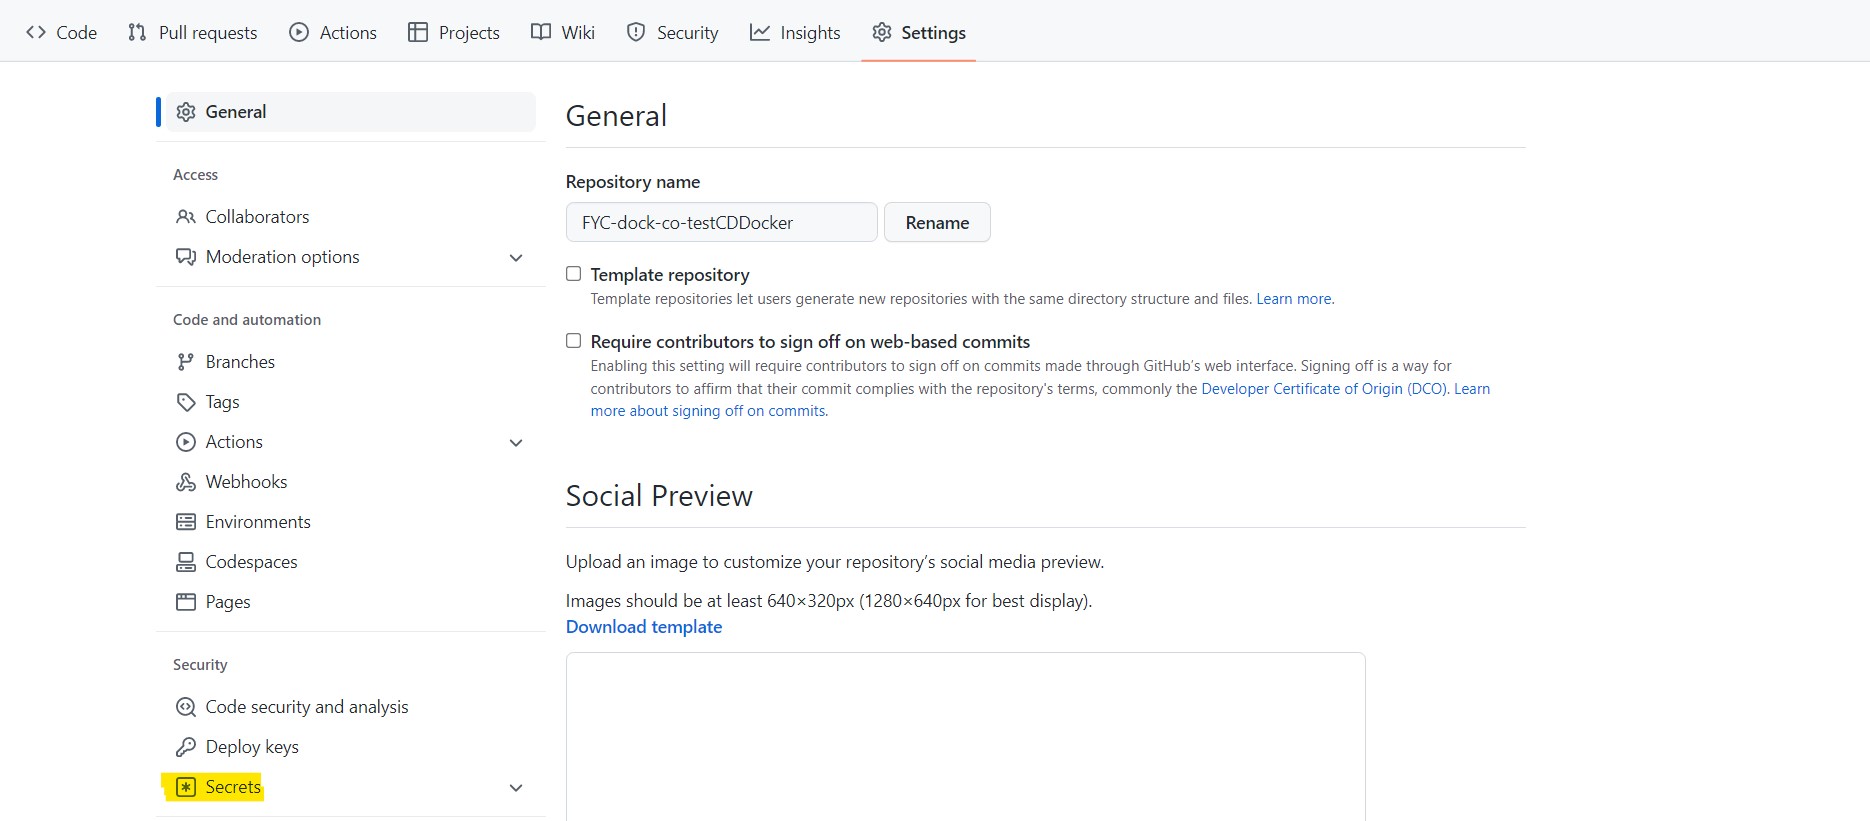 Code Pull requests Actions Projects Wiki Security Insights Settings
General
Access
Collaborators
Moderation options
Code and automation
Branches
Tags
Actions
Webhooks
Environments
Codespaces
Pages
Security
Code security and analysis
Deploy keys
Secrets
General
Repository name
FYC-dock-co-testCDDocker Rename
Template repository
Template repositories let users generate new repositories with the same directory structure and files. Learn more.
Require contributors to sign off on web-based commits
Enabling this setting will require contributors to sign off on commits made through GitHub’s web interface. Signing off is a way for
contributors to affirm that their commit complies with the repository's terms, commonly the Developer Certificate of Origin (DCO). Learn
more about signing off on commits.
Social Preview
Upload an image to customize your repository’s social media preview.
Images should be at least 640×320px (1280×640px for best display).
Download template